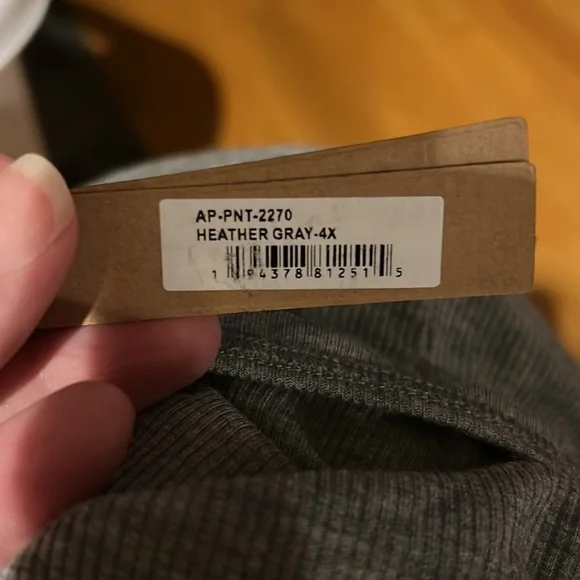 AP-PNT-2270
HEATHER GRAY-4X
1 94378 81251 5